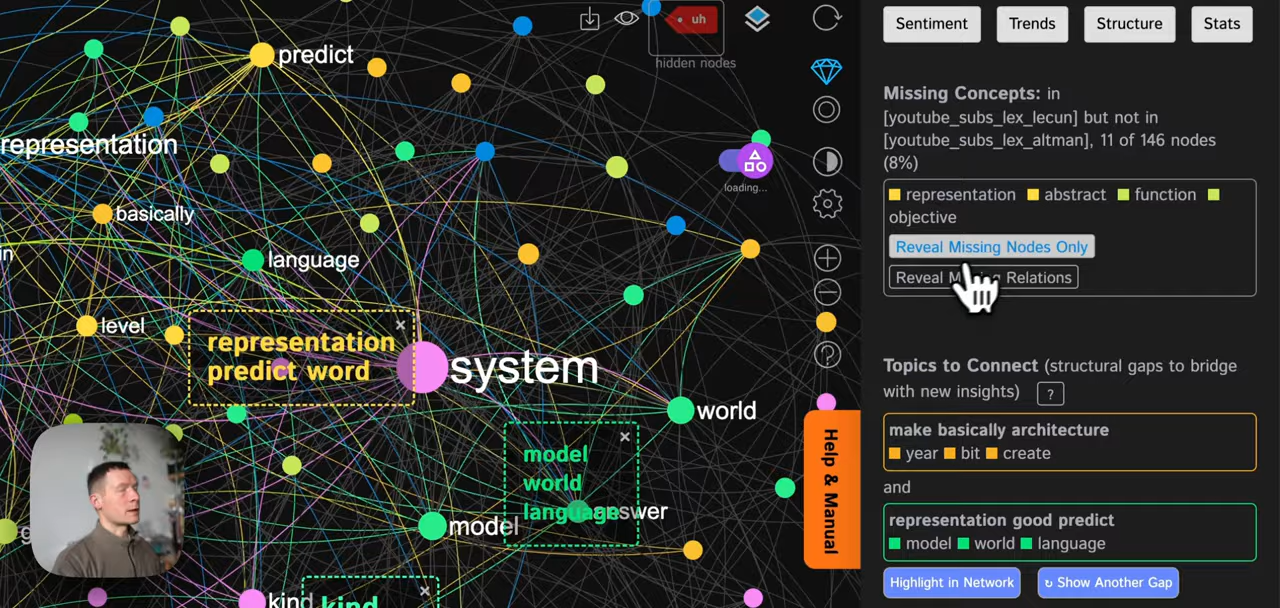 predict
representation
basically
in
language
level
representation
predict word
system
world
model
world
language
answer
model
kind
kind
uh
hidden nodes
loading...
?
Help & Manual
Sentiment
Trends
Structure
Stats
Missing Concepts: in
[youtube_subs_lex_lecun] but not in
[youtube_subs_lex_altman], 11 of 146 nodes
(8%)
representation abstract function
objective
Reveal Missing Nodes Only
Reveal Missing Relations
Topics to Connect (structural gaps to bridge
with new insights) ?
make basically architecture
year bit create
and
representation good predict
model world language
Highlight in Network
↻ Show Another Gap